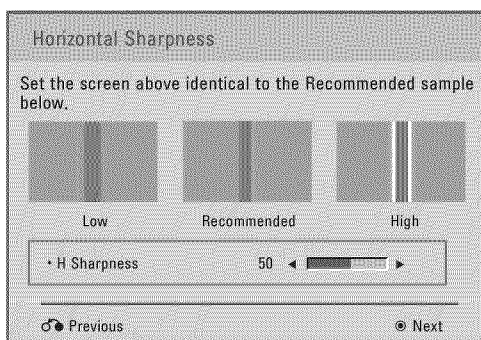 Horizontal Sharpness
Set the screen above identical to the Recommended sample
below.
Low Recommended High
• H Sharpness 50 ◄ ►
Previous Next